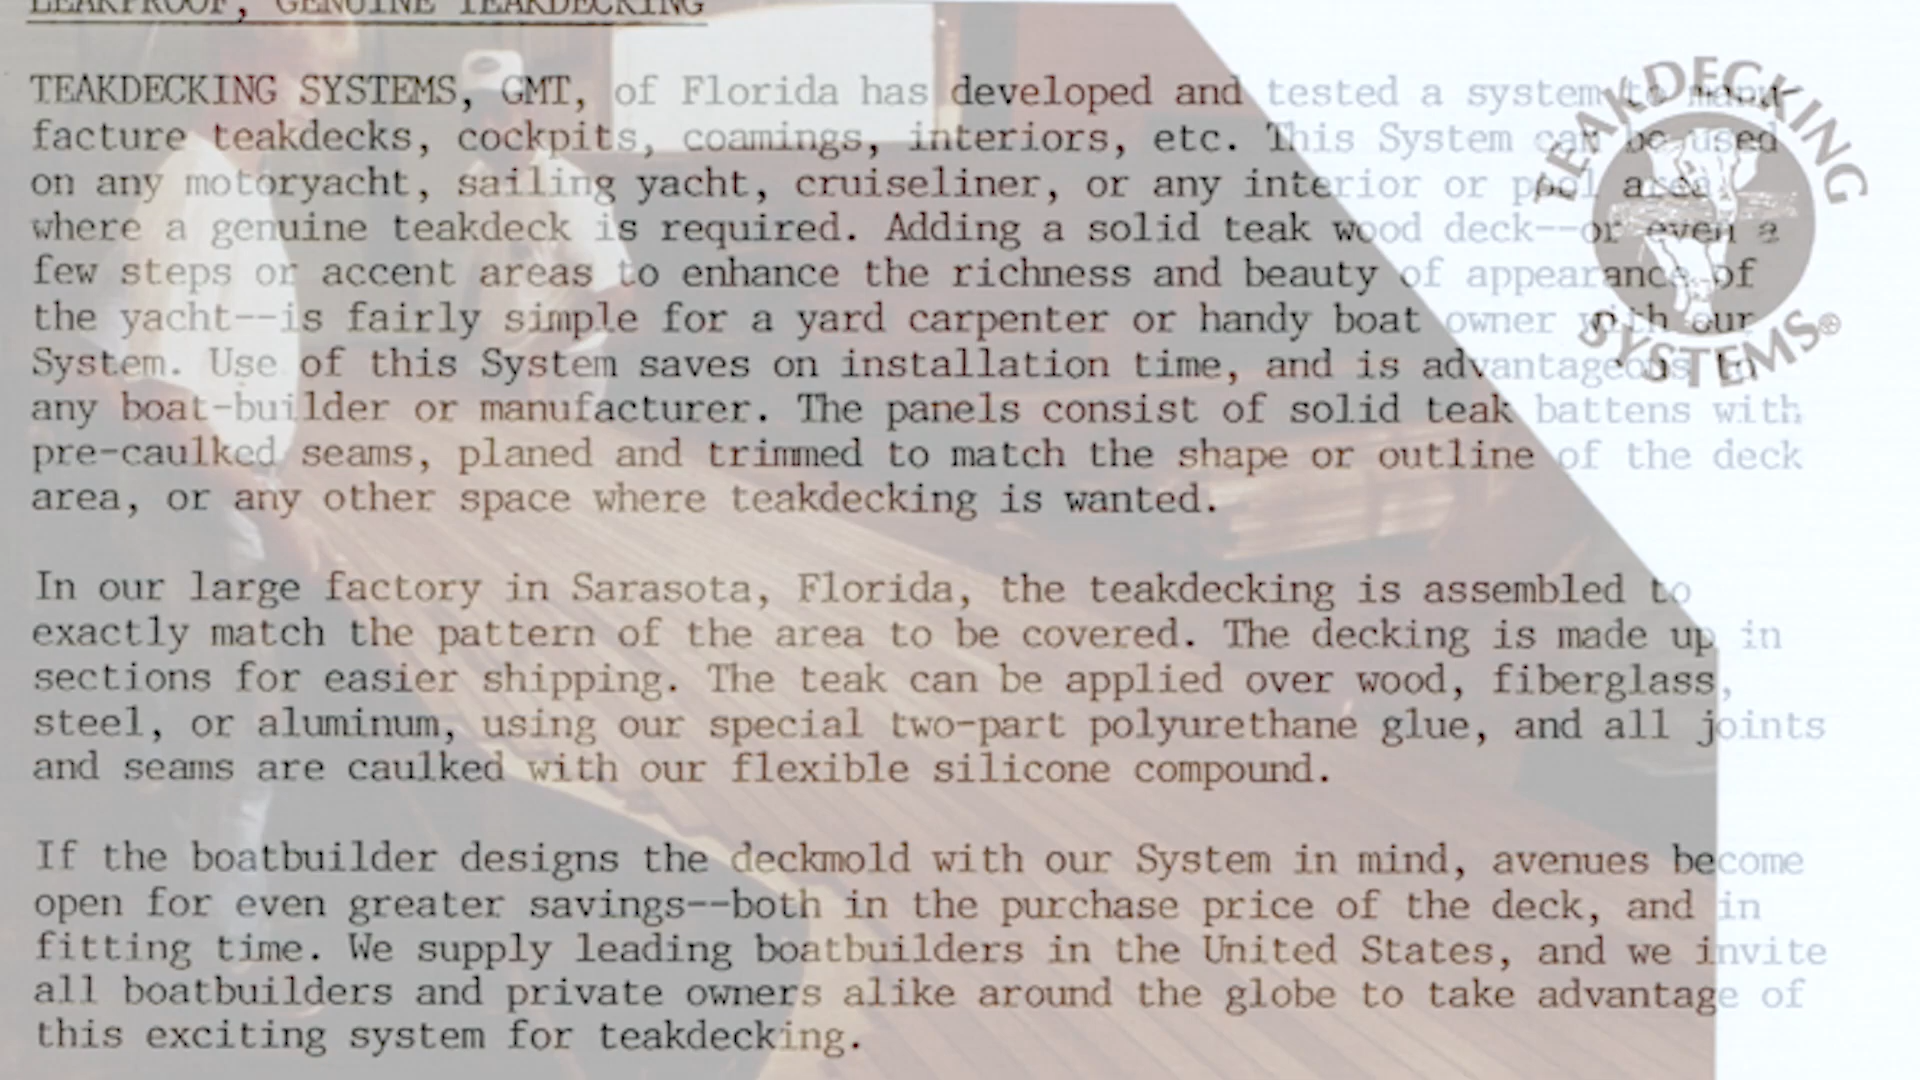 LEAKPROOF, GENUINE TEAKDECKING
TEAKDECKING SYSTEMS, GMT, of Florida has developed and tested a system to manu
facture teakdecks, cockpits, coamings, interiors, etc. This System can be used
on any motoryacht, sailing yacht, cruiseliner, or any interior or pool area
where a genuine teakdeck is required. Adding a solid teak wood deck--or even a
few steps or accent areas to enhance the richness and beauty of appearance of
the yacht--is fairly simple for a yard carpenter or handy boat owner with our
System. Use of this System saves on installation time, and is advantageous to
any boat-builder or manufacturer. The panels consist of solid teak battens with
pre-caulked seams, planed and trimmed to match the shape or outline of the deck
area, or any other space where teakdecking is wanted.
In our large factory in Sarasota, Florida, the teakdecking is assembled to
exactly match the pattern of the area to be covered. The decking is made up in
sections for easier shipping. The teak can be applied over wood, fiberglass,
steel, or aluminum, using our special two-part polyurethane glue, and all joints
and seams are caulked with our flexible silicone compound.
If the boatbuilder designs the deckmold with our System in mind, avenues become
open for even greater savings--both in the purchase price of the deck, and in
fitting time. We supply leading boatbuilders in the United States, and we invite
all boatbuilders and private owners alike around the globe to take advantage of
this exciting system for teakdecking.
TEAKDECKING
SYSTEMS®